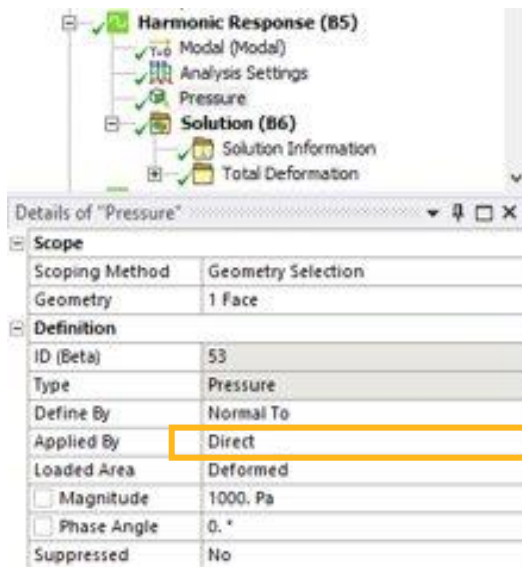 Harmonic Response (B5)
Modal (Modal)
Analysis Settings
Pressure
Solution (B6)
Solution Information
Total Deformation
Details of "Pressure"
Scope
Scoping Method Geometry Selection
Geometry 1 Face
Definition
ID (Beta) 53
Type Pressure
Define By Normal To
Applied By Direct
Loaded Area Deformed
Magnitude 1000. Pa
Phase Angle 0. °
Suppressed No